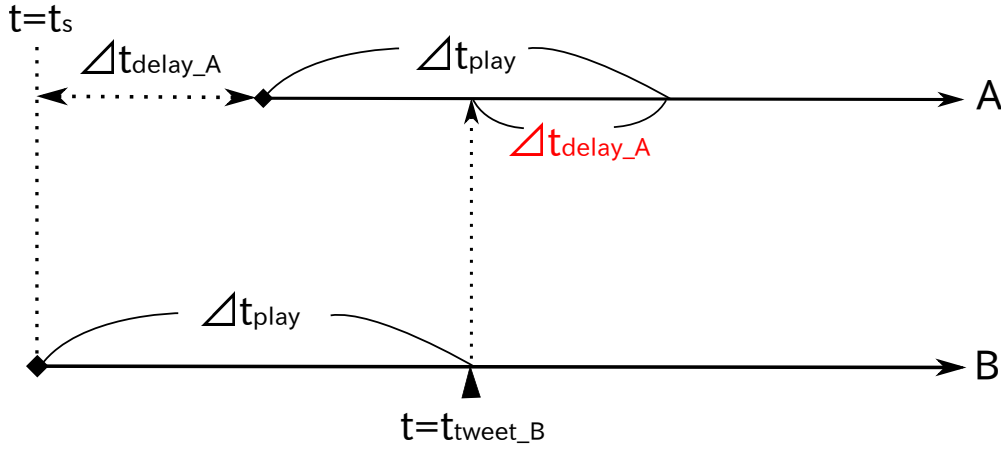 t=ts
⊿tdelay_A
⊿tplay
A
⊿tdelay_A
⊿tplay
B
t=ttweet_B